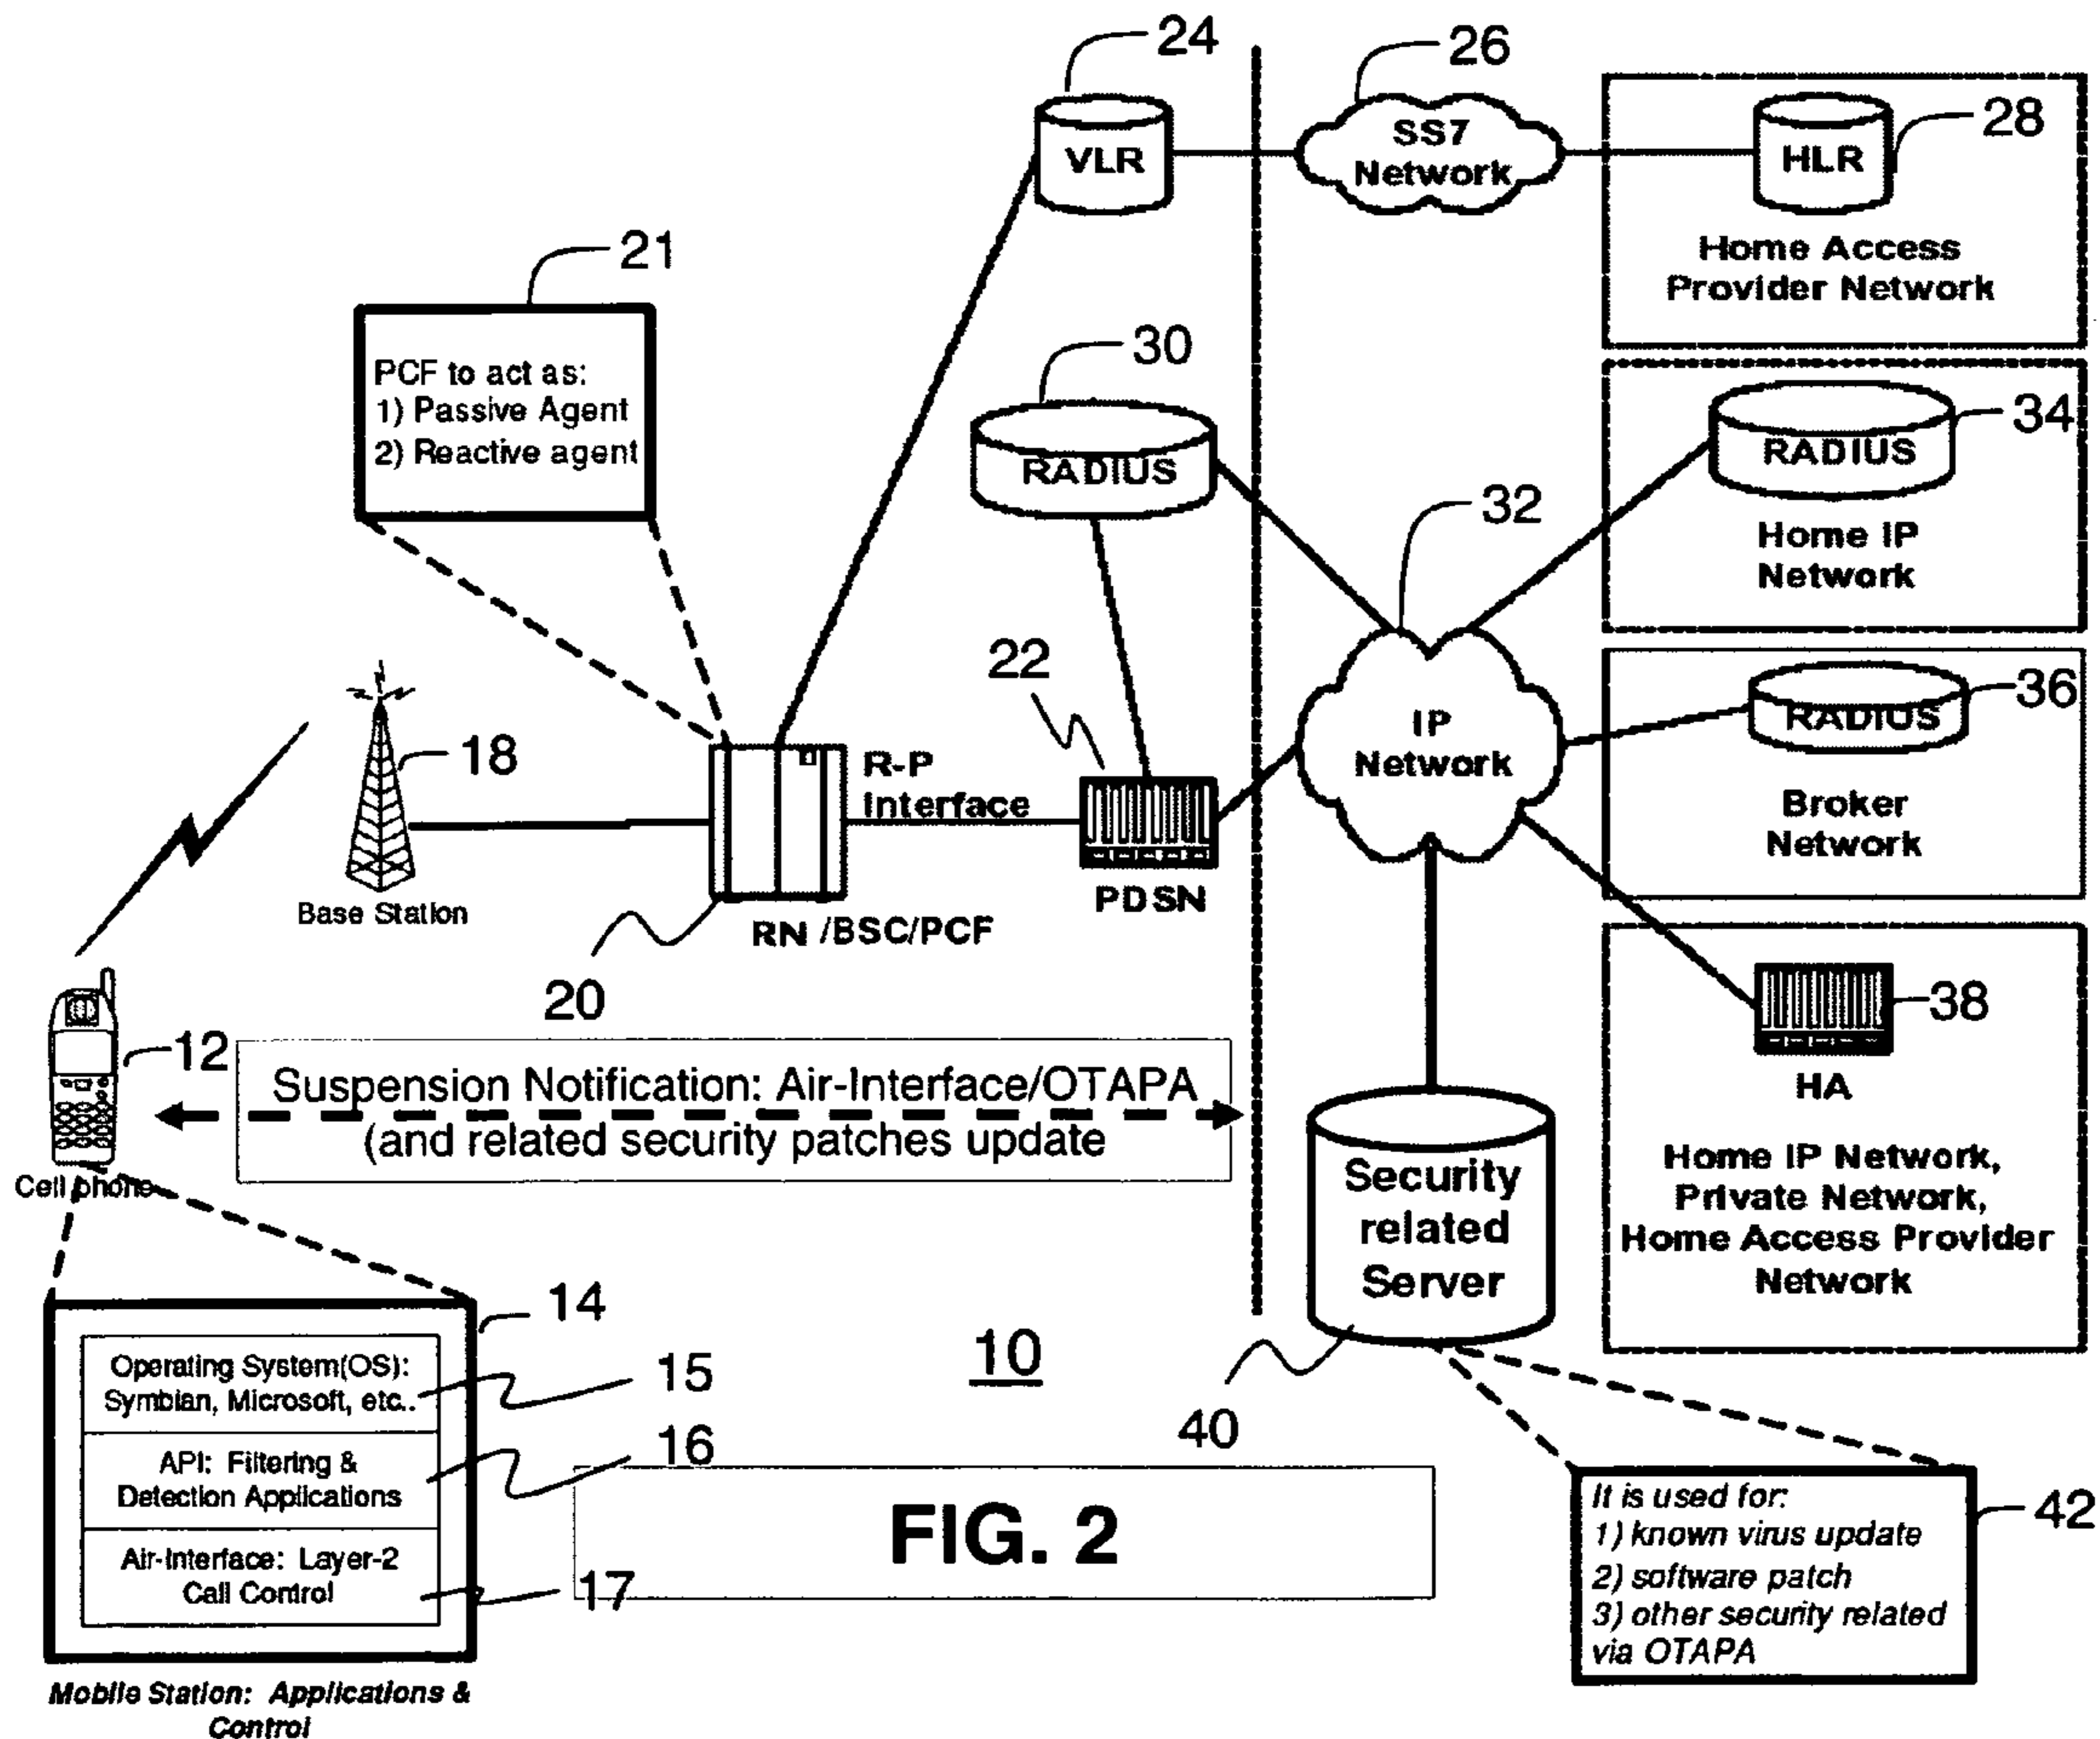 24
26
SS7
Network
28
VLR
HLR
Home Access
Provider Network
21
PCF to act as:
1) Passive Agent
2) Reactive agent
30
RADIUS
34
RADIUS
Home IP
Network
32
22
36
RADIUS
IP
Network
Broker
Network
18
Base Station
R-P
Interface
PDSN
RN /BSC/PCF
20
38
HA
Home IP Network,
Private Network,
Home Access Provider
Network
12
Cell phone
Suspension Notification: Air-Interface/OTAPA
(and related security patches update
Security
related
Server
40
14
Operating System(OS):
Symbian, Microsoft, etc..
15
API: Filtering &
Detection Applications
16
Air-Interface: Layer-2
Call Control
17
Mobile Station: Applications &
Control
10
FIG. 2
It is used for:
1) known virus update
2) software patch
3) other security related
via OTAPA
42